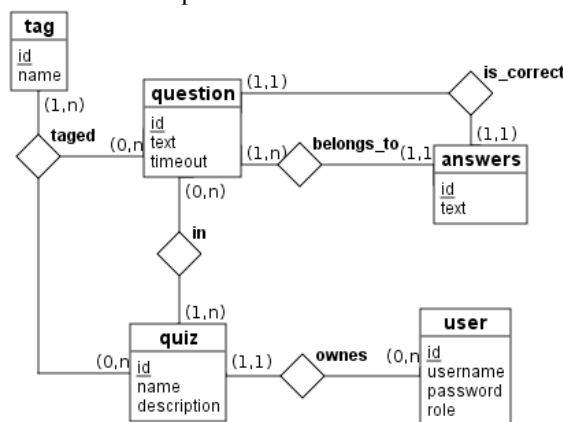 tag
id
name
(1,n)
taged
(0,n
question
id
text
timeout
(1,1)
is_correct
(1,1)
(1,n)
belongs_to
(1,1
answers
id
text
(0,n)
in
(1,n)
(0,n
quiz
id
name
description
(1,1)
ownes
(0,n
user
id
username
password
role